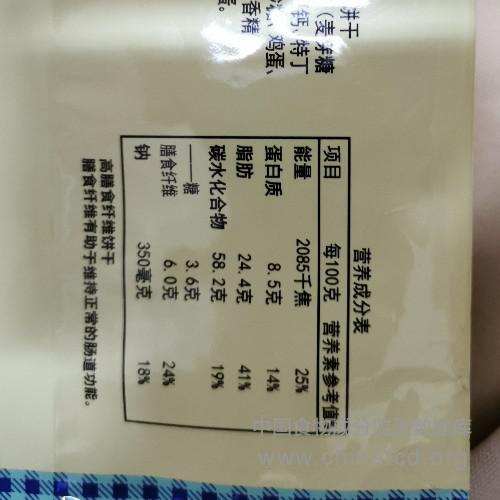 饼干
(麦芽糖
钙、特丁
鸡蛋、
香精
蛋。
营养成分表
项目 每100克 营养素参考值
能量 2085千焦 25%
蛋白质 8.5克 14%
脂肪 24.4克 41%
碳水化合物 58.2克 19%
——糖 3.6克
膳食纤维 6.0克 24%
钠 350毫克 18%
高膳食纤维饼干
膳食纤维有助于维持正常的肠道功能。